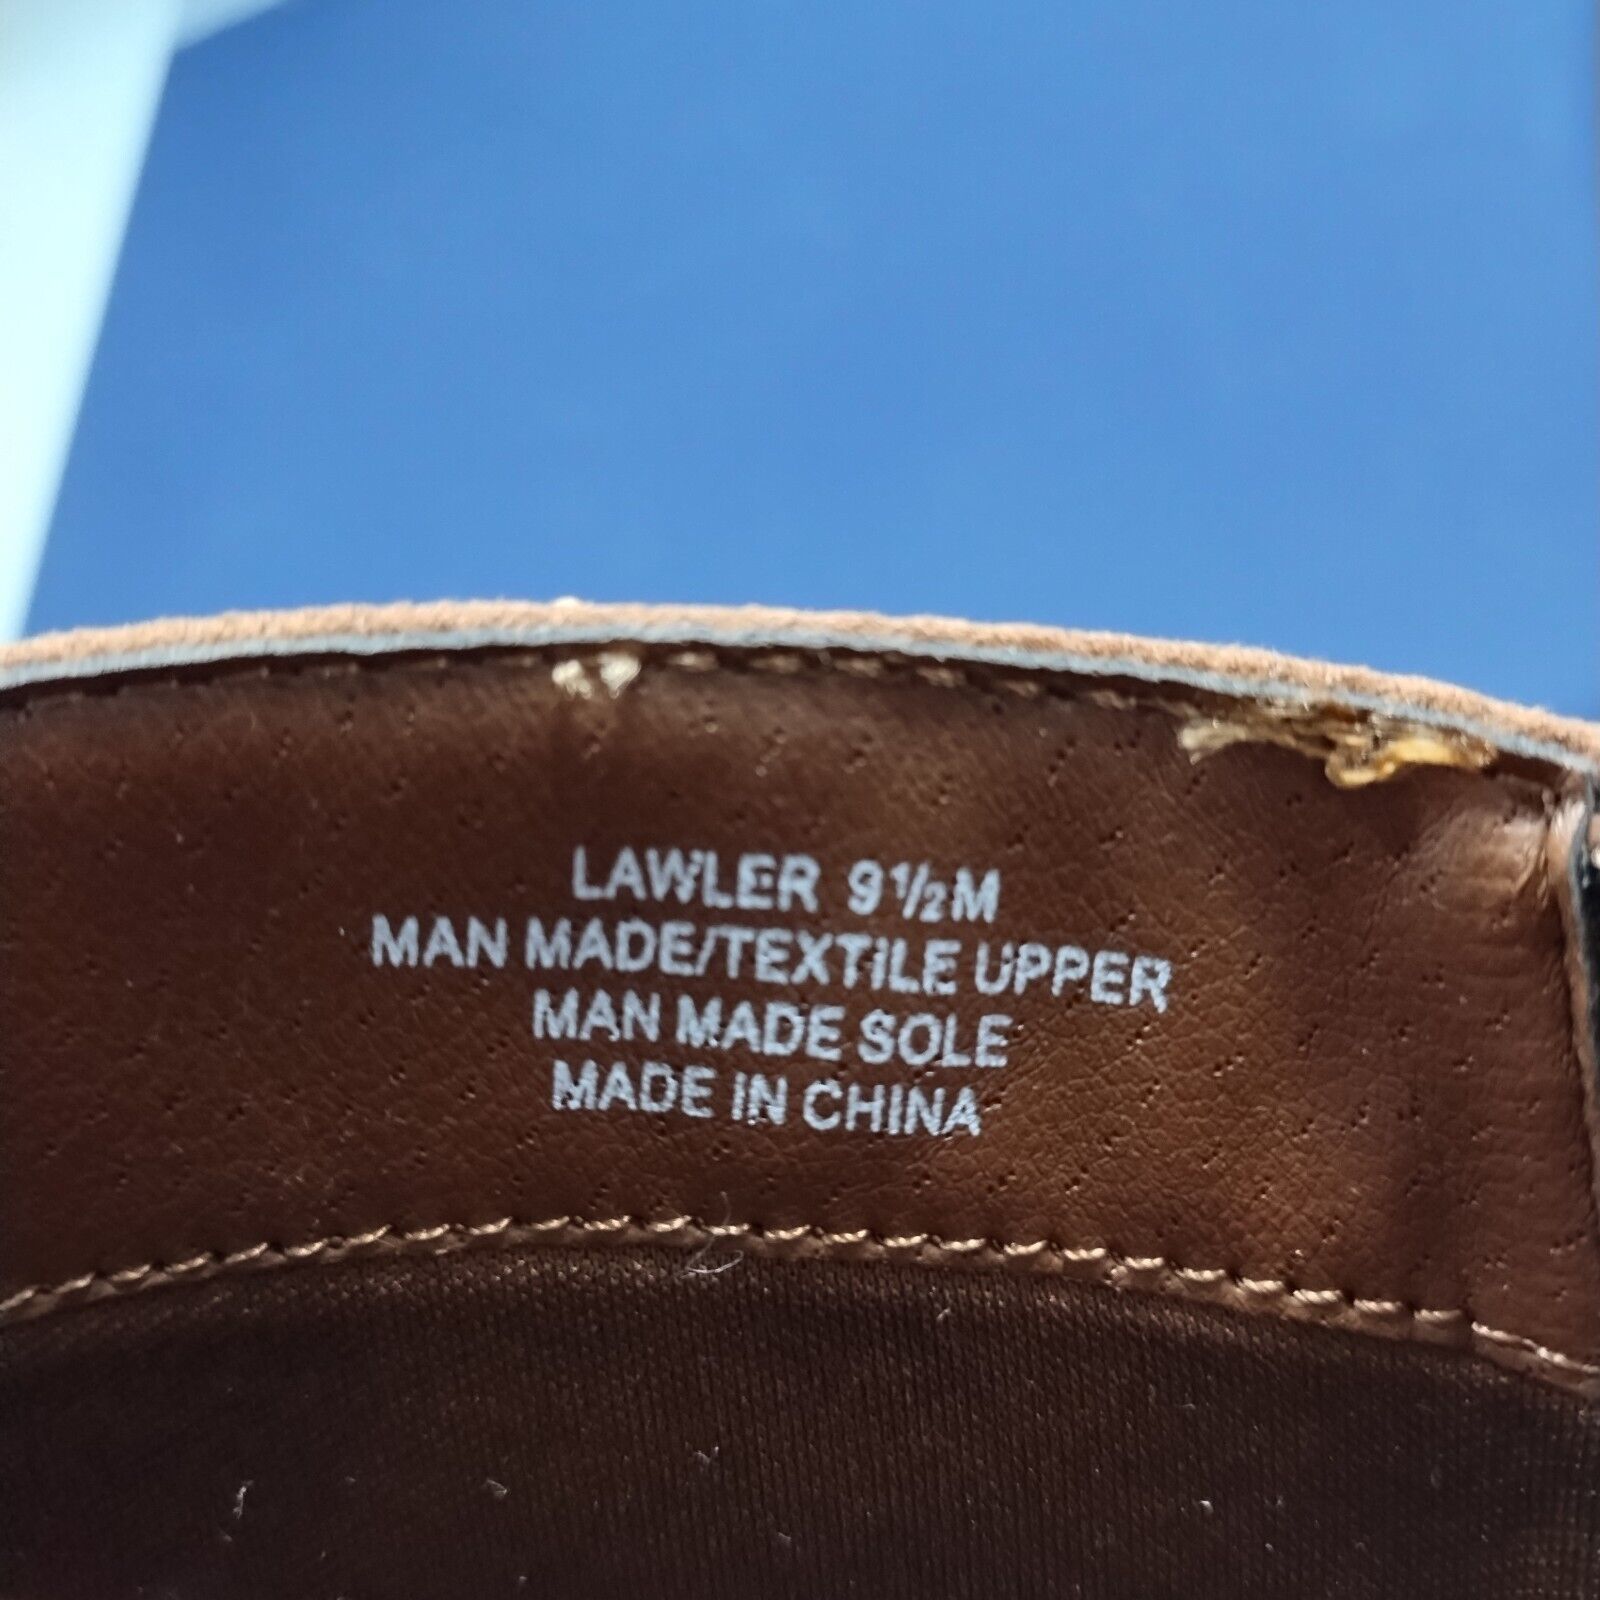 LAWLER 9½M
MAN MADE/TEXTILE UPPER
MAN MADE SOLE
MADE IN CHINA